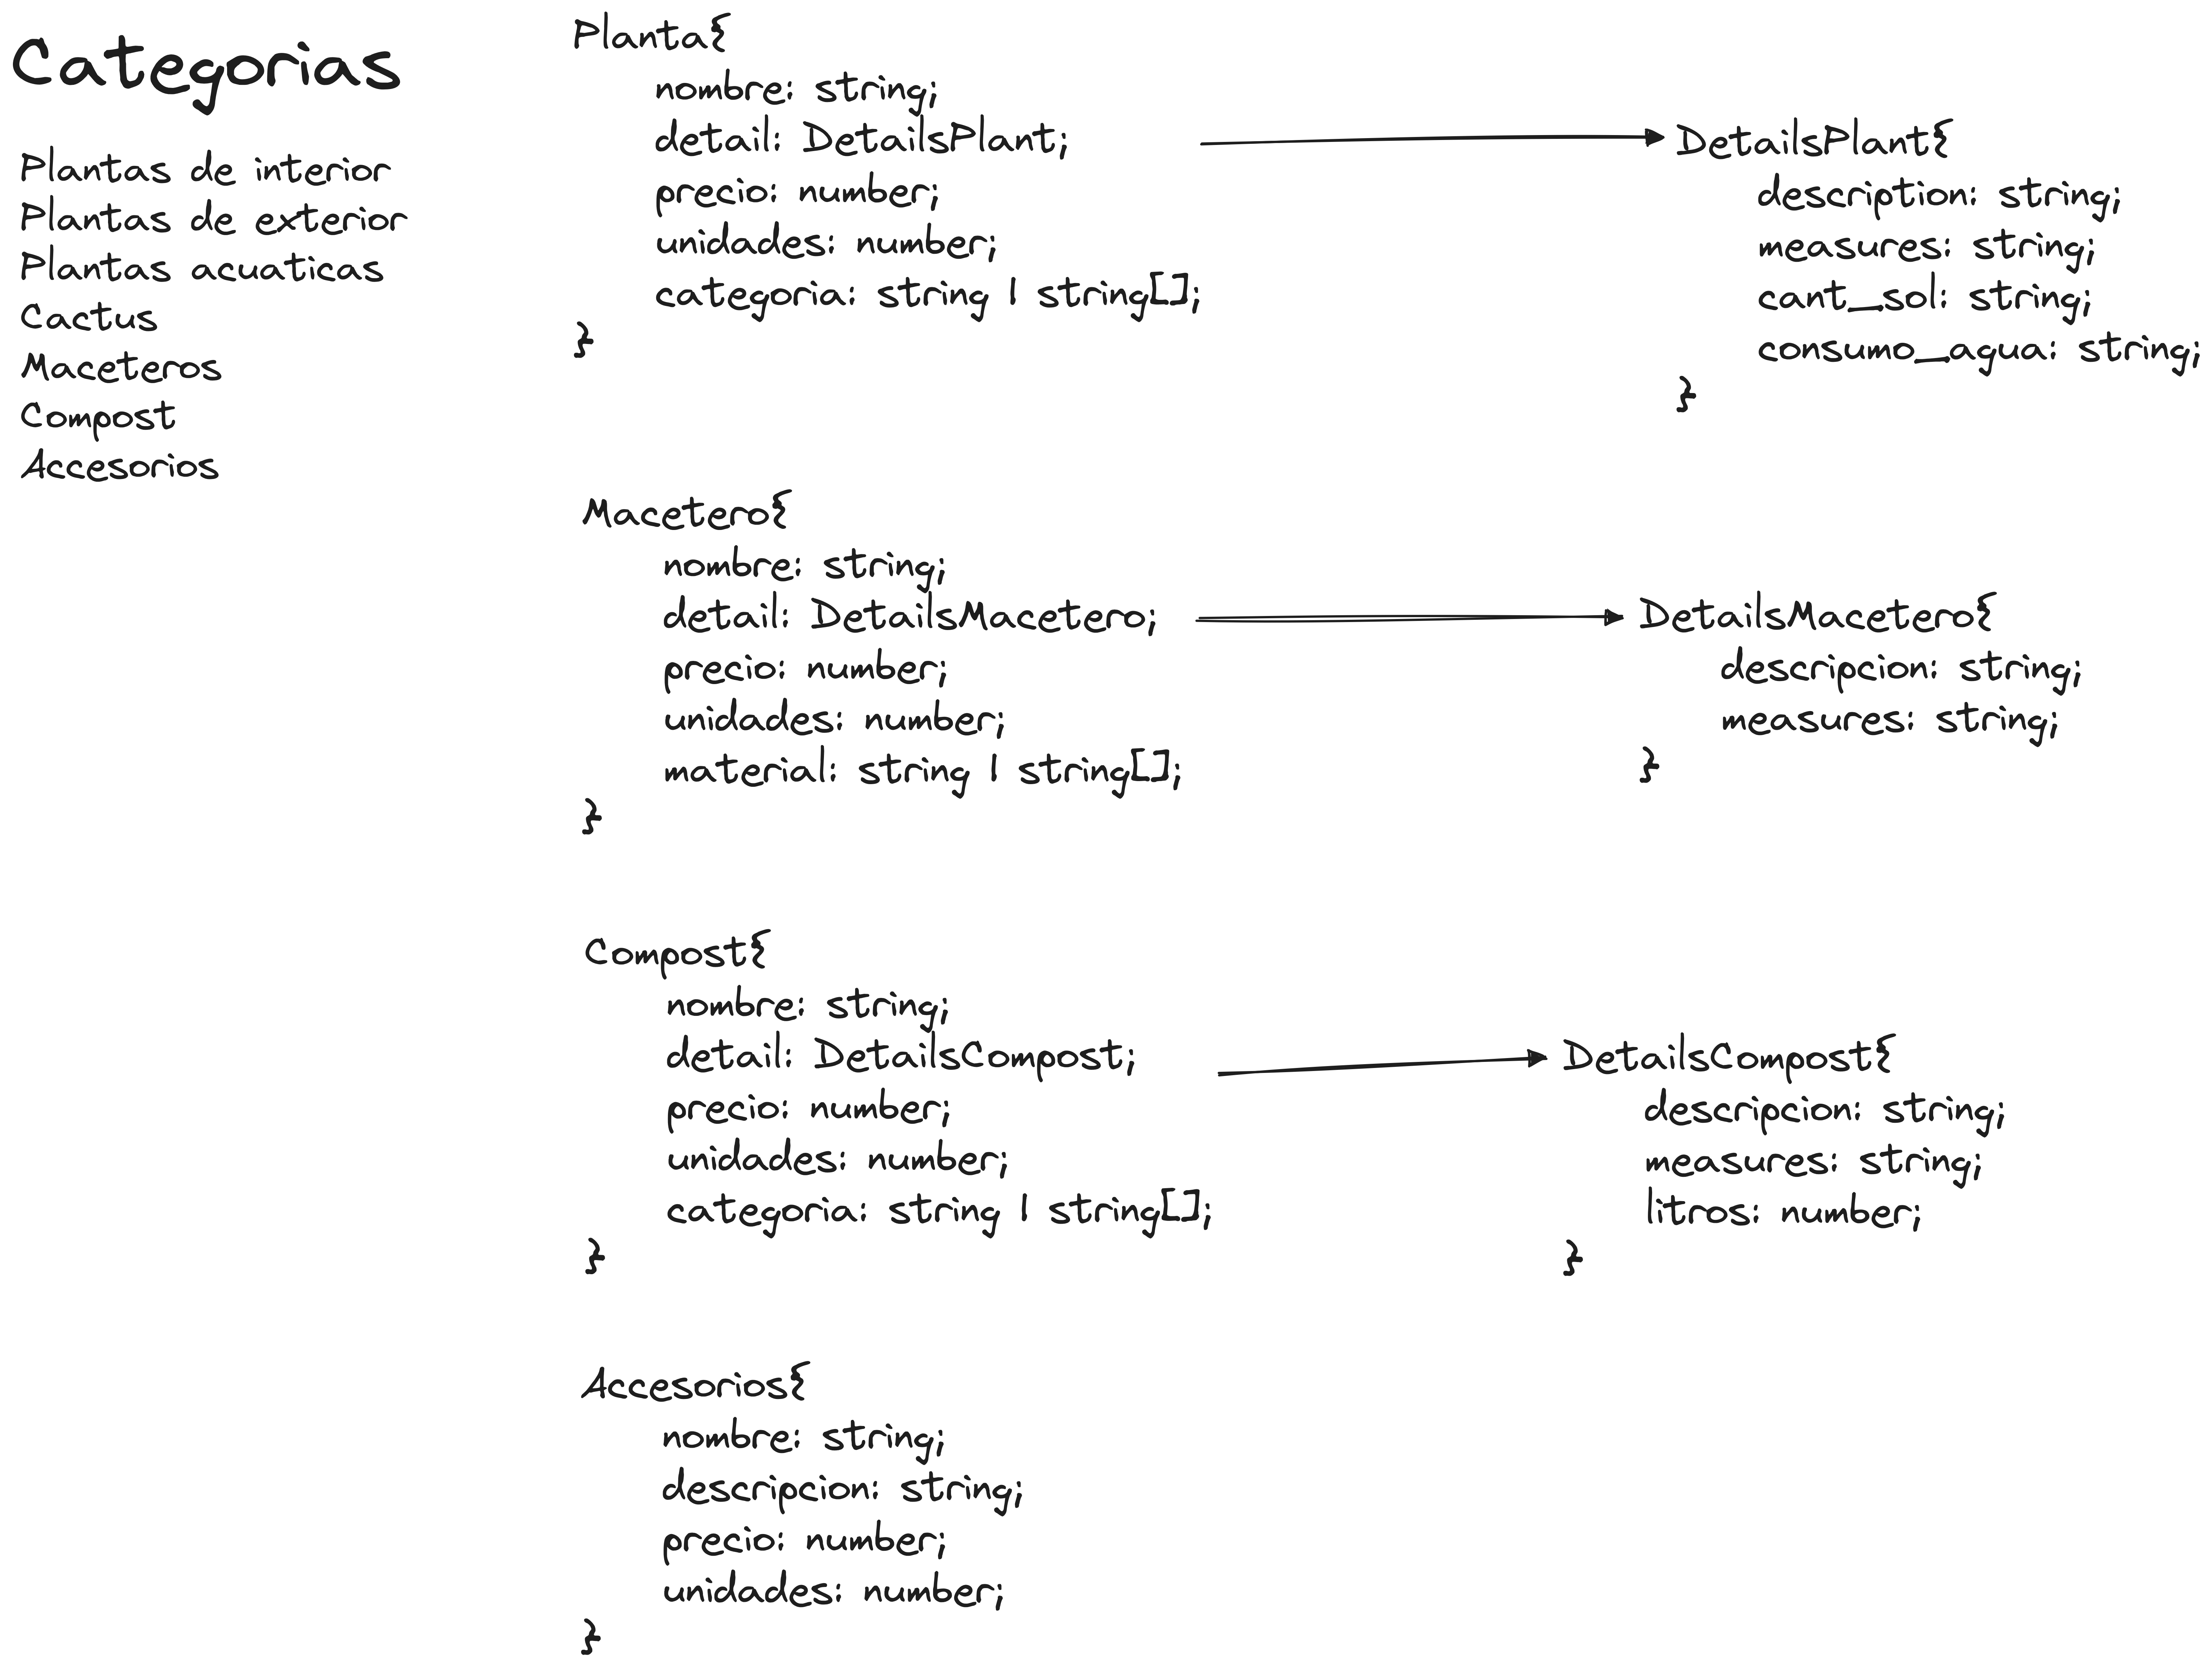 Categorias
Plantas de interior
Plantas de exterior
Plantas acuaticas
Cactus
Maceteros
Compost
Accesorios
Planta{
nombre: string;
detail: DetailsPlant;
precio: number;
unidades: number;
categoria: string | string[];
}
DetailsPlant{
description: string;
measures: string;
cant_sol: string;
consumo_agua: string;
}
Macetero{
nombre: string;
detail: DetailsMacetero;
precio: number;
unidades: number;
material: string | string[];
}
DetailsMacetero{
descripcion: string;
measures: string;
}
Compost{
nombre: string;
detail: DetailsCompost;
precio: number;
unidades: number;
categoria: string | string[];
}
DetailsCompost{
descripcion: string;
measures: string;
litros: number;
}
Accesorios{
nombre: string;
descripcion: string;
precio: number;
unidades: number;
}